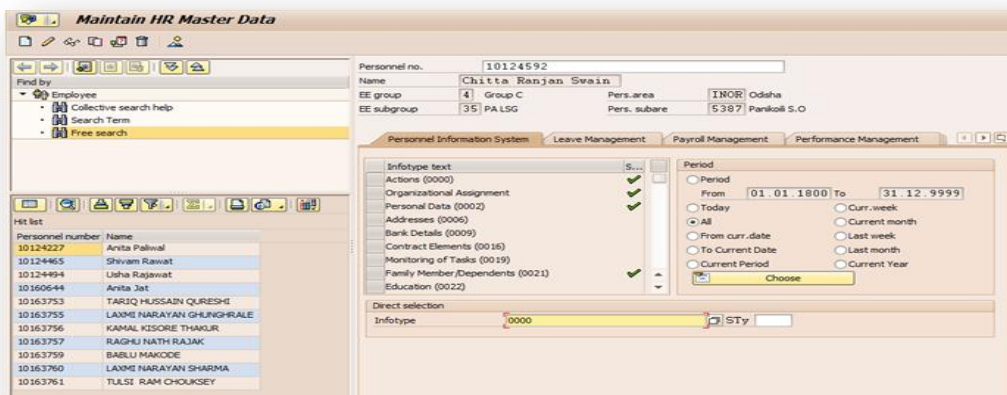 Maintain HR Master Data
Find by
Employee
Collective search help
Search Term
Free search
Hit list
Personnel number Name
10124227 Anita Paliwal
10124465 Shivam Rawat
10124494 Usha Rajawat
10160644 Anita Jat
10163753 TARIQ HUSSAIN QURESHI
10163755 LAXMI NARAYAN GHUNGHRALE
10163756 KAMAL KISORE THAKUR
10163757 RAGHU NATH RAJAK
10163759 BABLU MAKODE
10163760 LAXMI NARAYAN SHARMA
10163761 TULSI RAM CHOUKSEY
Personnel no. 10124592
Name Chitta Ranjan Swain
EE group 4 Group C Pers.area INOR Odisha
EE subgroup 35 PA LSG Pers. subare 5387 Panikoili S.O
Personnel Information System Leave Management Payroll Management Performance Management
Infotype text S...
Actions (0000)
Organizational Assignment
Personal Data (0002)
Addresses (0006)
Bank Details (0009)
Contract Elements (0016)
Monitoring of Tasks (0019)
Family Member/Dependents (0021)
Education (0022)
Period
Period
From 01.01.1800 To 31.12.9999
Today Curr.week
All Current month
From curr.date Last week
To Current Date Last month
Current Period Current Year
Choose
Direct selection
Infotype 0000 STy